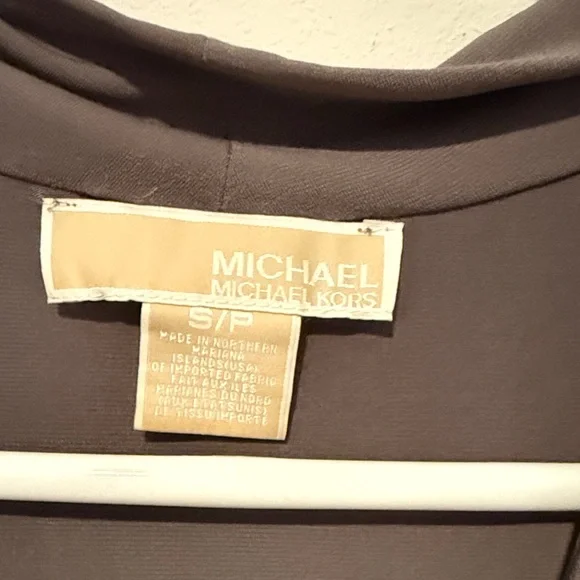 MICHAEL
MICHAEL KORS
S/P
MADE IN NORTHERN
MARIANA
ISLANDS(USA)
OF IMPORTED FABRIC
FAIT AUX ILES
MARIANES DU NORD
(AUX ETATS UNIS)
DE TISSU IMPORTE